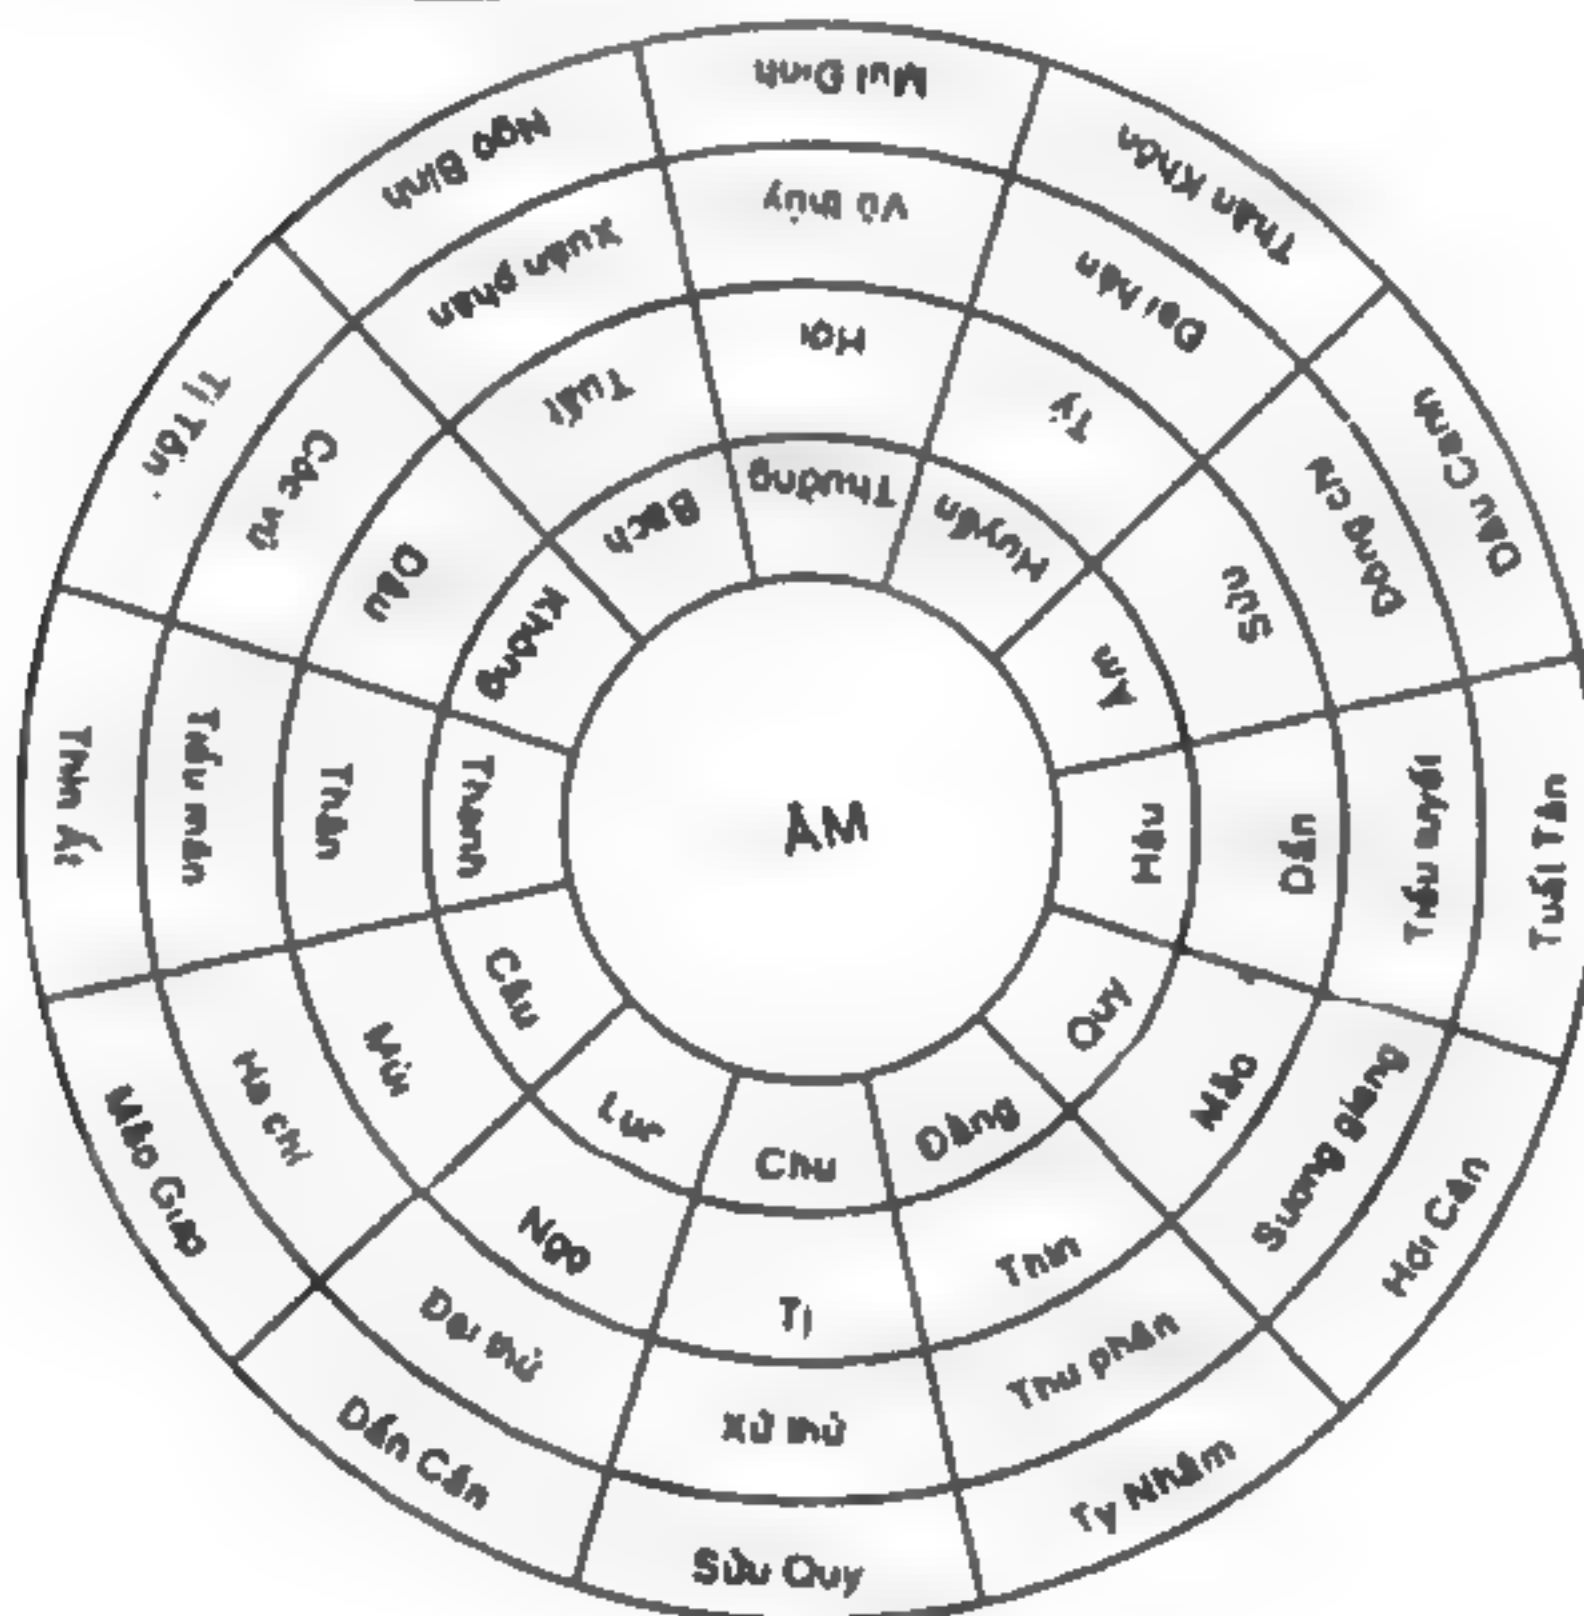 Mùi Đinh
Thân Khôn
Dậu Canh
Tuất Tân
Hợi Càn
Tý Nhâm
Sửu Quy
Dần Cấn
Mão Giáp
Thìn Ất
Tị Tốn
Ngọ Bính
Vũ thủy
Đại hàn
Đông chí
Tiểu tuyết
Sương giáng
Thu phân
Xử thử
Đại thử
Hạ chí
Tiểu mãn
Cốc vũ
Xuân phân
Hợi
Tý
Sửu
Dần
Mão
Thìn
Tị
Ngọ
Mùi
Thân
Dậu
Tuất
Thường
Huyền
Âm
Hậu
Quy
Đằng
Chu
Lục
Câu
Thanh
Không
Bạch
ÂM